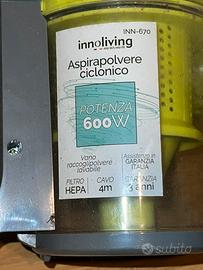 innoliving
INN-670
Aspirapolvere
ciclonico
POTENZA
600W
Vano
raccoglipolvere
lavabile
Assistenza in
GARANZIA
ITALIA
FILTRO
HEPA
CAVO
4m
GARANZIA
3 anni
subito